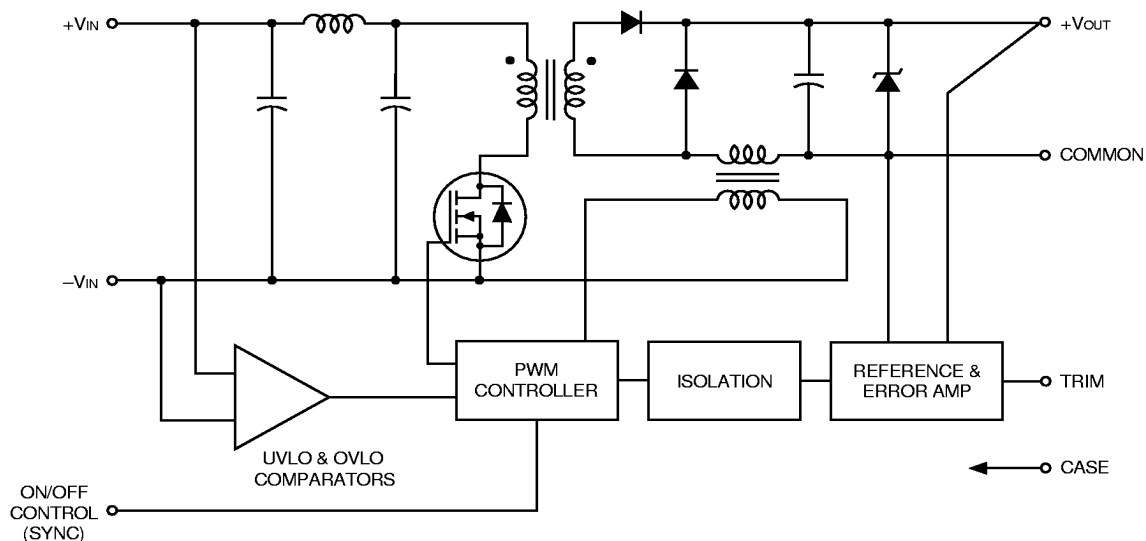 +VIN
+VOUT
COMMON
–VIN
PWM
CONTROLLER
ISOLATION
REFERENCE &
ERROR AMP
TRIM
UVLO & OVLO
COMPARATORS
CASE
ON/OFF
CONTROL
(SYNC)